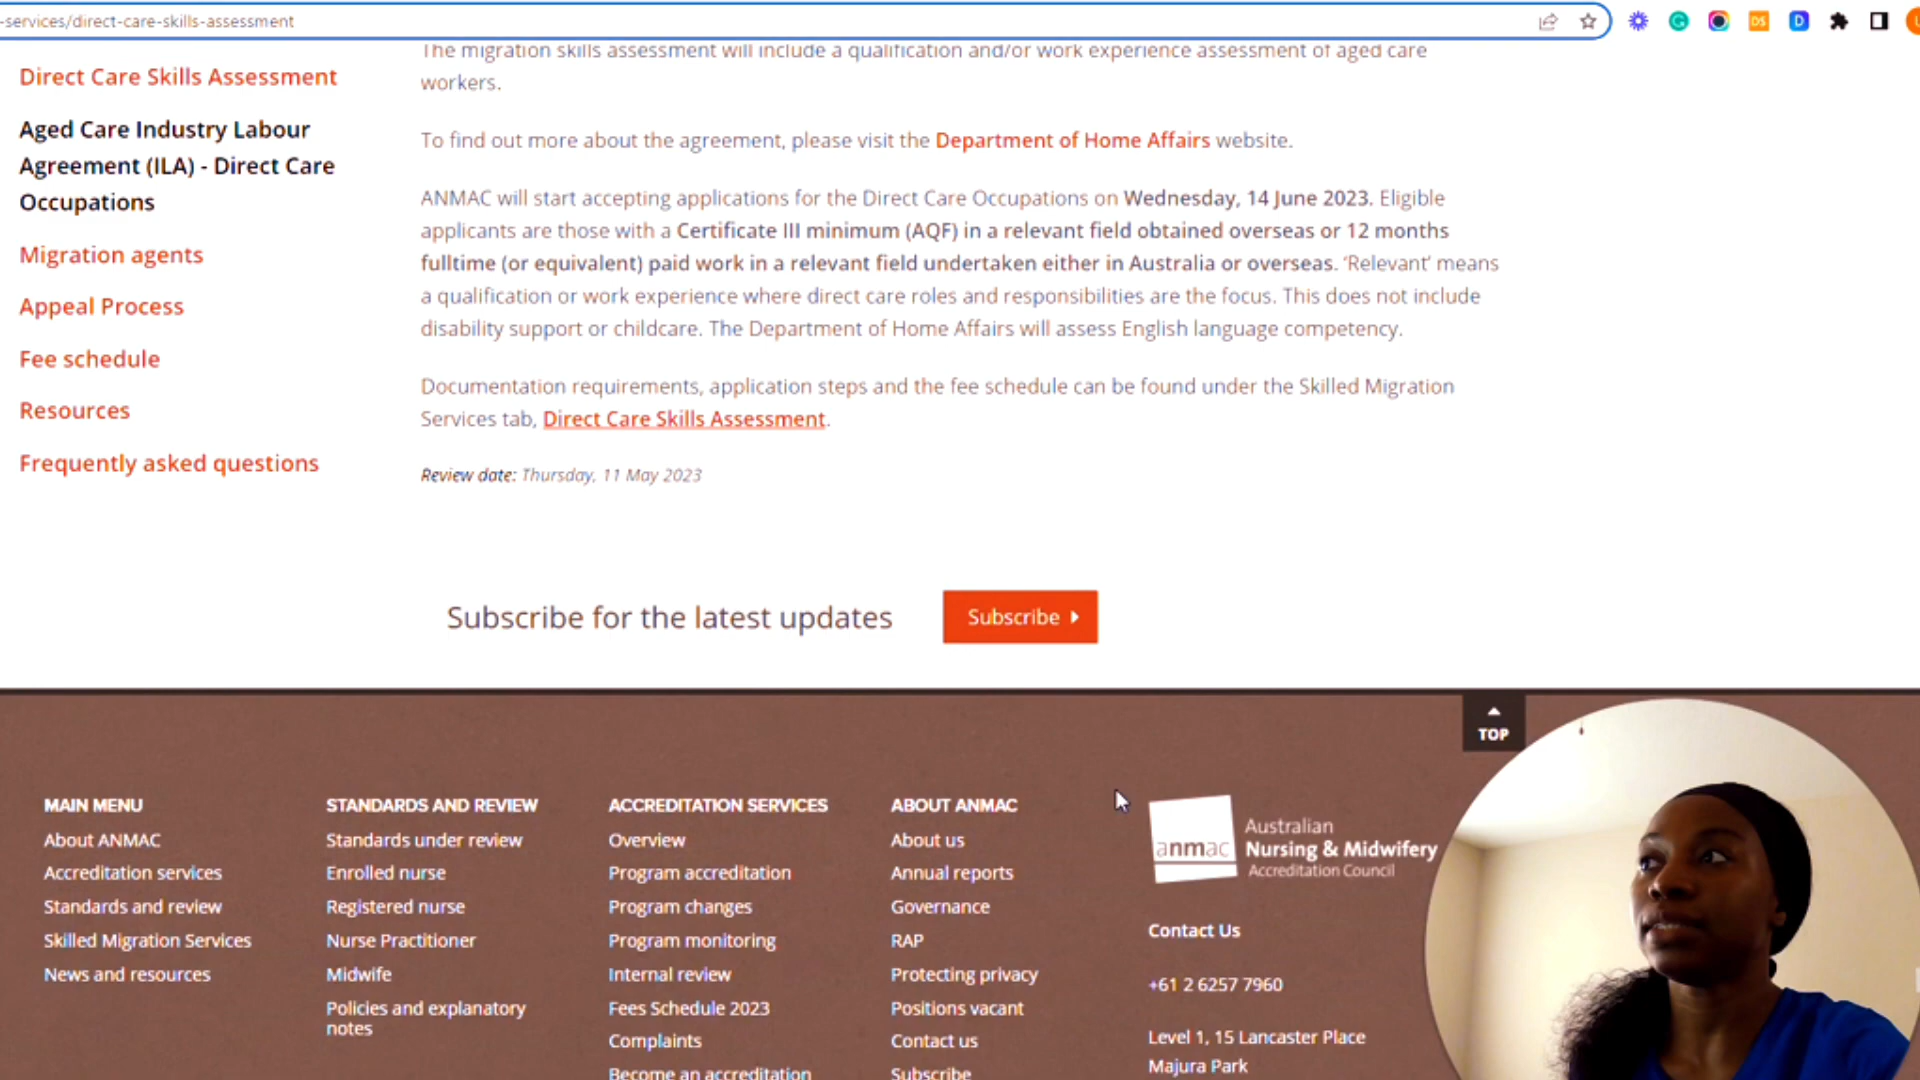 -services/direct-care-skills-assessment
The migration skills assessment will include a qualification and/or work experience assessment of aged care
workers.
Direct Care Skills Assessment
Aged Care Industry Labour
Agreement (ILA) - Direct Care
Occupations
Migration agents
Appeal Process
Fee schedule
Resources
Frequently asked questions
To find out more about the agreement, please visit the Department of Home Affairs website.
ANMAC will start accepting applications for the Direct Care Occupations on Wednesday, 14 June 2023. Eligible
applicants are those with a Certificate III minimum (AQF) in a relevant field obtained overseas or 12 months
fulltime (or equivalent) paid work in a relevant field undertaken either in Australia or overseas. 'Relevant' means
a qualification or work experience where direct care roles and responsibilities are the focus. This does not include
disability support or childcare. The Department of Home Affairs will assess English language competency.
Documentation requirements, application steps and the fee schedule can be found under the Skilled Migration
Services tab, Direct Care Skills Assessment.
Review date: Thursday, 11 May 2023
Subscribe for the latest updates
Subscribe
TOP
MAIN MENU
About ANMAC
Accreditation services
Standards and review
Skilled Migration Services
News and resources
STANDARDS AND REVIEW
Standards under review
Enrolled nurse
Registered nurse
Nurse Practitioner
Midwife
Policies and explanatory
notes
ACCREDITATION SERVICES
Overview
Program accreditation
Program changes
Program monitoring
Internal review
Fees Schedule 2023
Complaints
Become an accreditation
ABOUT ANMAC
About us
Annual reports
Governance
RAP
Protecting privacy
Positions vacant
Contact us
Subscribe
anmac
Australian
Nursing & Midwifery
Accreditation Council
Contact Us
+61 2 6257 7960
Level 1, 15 Lancaster Place
Majura Park